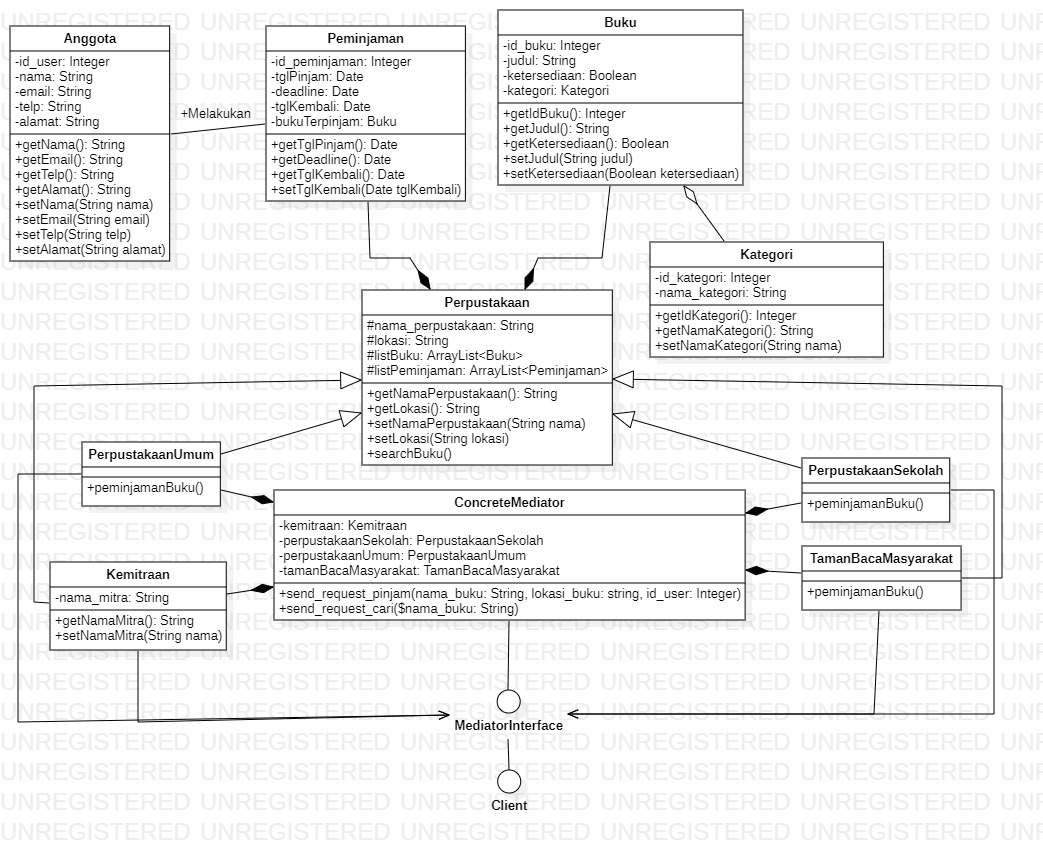 Anggota
-id_user: Integer
-nama: String
-email: String
-telp: String
-alamat: String
+getNama(): String
+getEmail(): String
+getTelp(): String
+getAlamat(): String
+setNama(String nama)
+setEmail(String email)
+setTelp(String telp)
+setAlamat(String alamat)
+Melakukan
Peminjaman
-id_peminjaman: Integer
-tglPinjam: Date
-deadline: Date
-tglKembali: Date
-bukuTerpinjam: Buku
+getTglPinjam(): Date
+getDeadline(): Date
+getTglKembali(): Date
+setTglKembali(Date tglKembali)
Buku
-id_buku: Integer
-judul: String
-ketersediaan: Boolean
-kategori: Kategori
+getIdBuku(): Integer
+getJudul(): String
+getKetersediaan(): Boolean
+setJudul(String judul)
+setKetersediaan(Boolean ketersediaan)
Kategori
-id_kategori: Integer
-nama_kategori: String
+getIdKategori(): Integer
+getNamaKategori(): String
+setNamaKategori(String nama)
Perpustakaan
#nama_perpustakaan: String
#lokasi: String
#listBuku: ArrayList<Buku>
#listPeminjaman: ArrayList<Peminjaman>
+getNamaPerpustakaan(): String
+getLokasi(): String
+setNamaPerpustakaan(String nama)
+setLokasi(String lokasi)
+searchBuku()
PerpustakaanUmum
+peminjamanBuku()
PerpustakaanSekolah
+peminjamanBuku()
ConcreteMediator
-kemitraan: Kemitraan
-perpustakaanSekolah: PerpustakaanSekolah
-perpustakaanUmum: PerpustakaanUmum
-tamanBacaMasyarakat: TamanBacaMasyarakat
+send_request_pinjam(nama_buku: String, lokasi_buku: string, id_user: Integer)
+send_request_cari($nama_buku: String)
Kemitraan
-nama_mitra: String
+getNamaMitra(): String
+setNamaMitra(String nama)
TamanBacaMasyarakat
+peminjamanBuku()
MediatorInterface
Client
UNREGISTERED